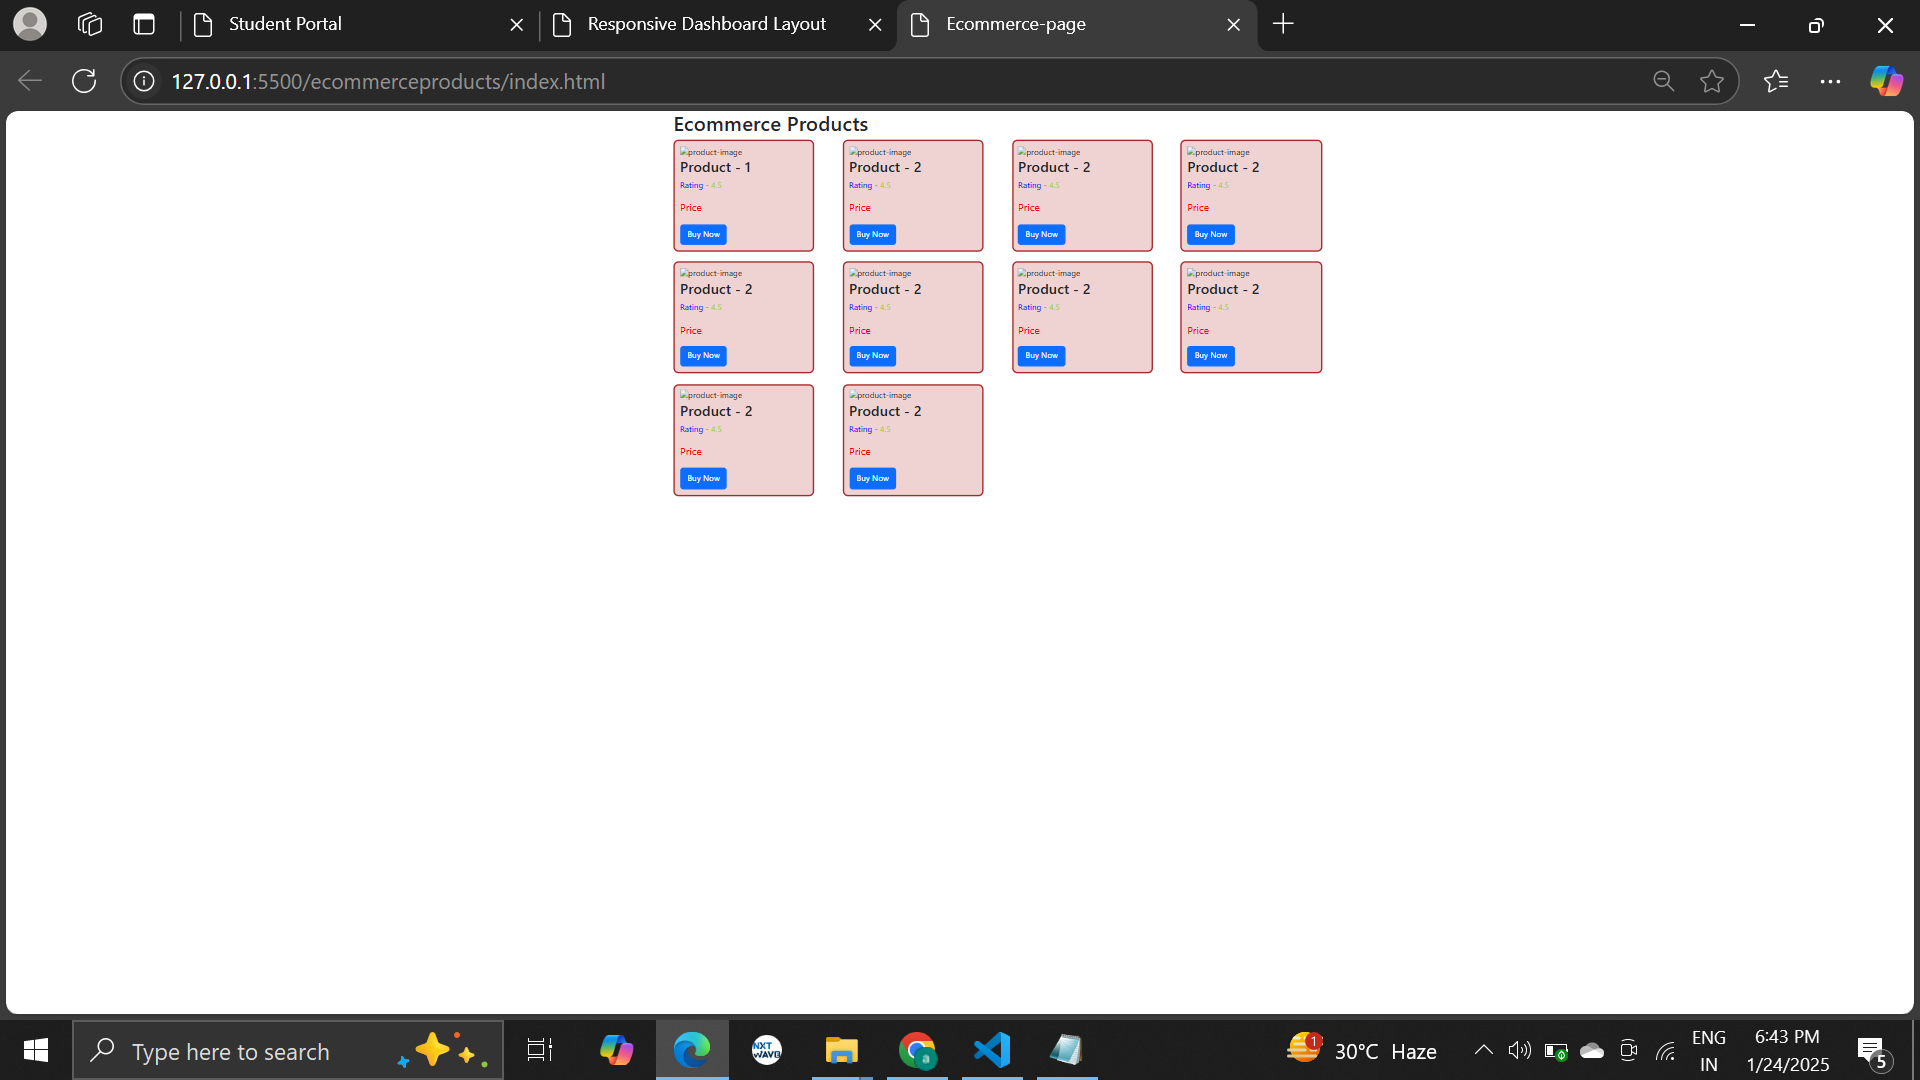 Student Portal
Responsive Dashboard Layout
Ecommerce-page
127.0.0.1:5500/ecommerceproducts/index.html
Ecommerce Products
product-image product-image product-image product-image
Product - 1 Product - 2 Product - 2 Product - 2
Rating - 4.5 Rating - 4.5 Rating - 4.5 Rating - 4.5
Price Price Price Price
Buy Now Buy Now Buy Now Buy Now
product-image product-image product-image product-image
Product - 2 Product - 2 Product - 2 Product - 2
Rating - 4.5 Rating - 4.5 Rating - 4.5 Rating - 4.5
Price Price Price Price
Buy Now Buy Now Buy Now Buy Now
product-image product-image
Product - 2 Product - 2
Rating - 4.5 Rating - 4.5
Price Price
Buy Now Buy Now
Type here to search
NXT
WAVE
a
1
30°C Haze
ENG
IN
6:43 PM
1/24/2025
5